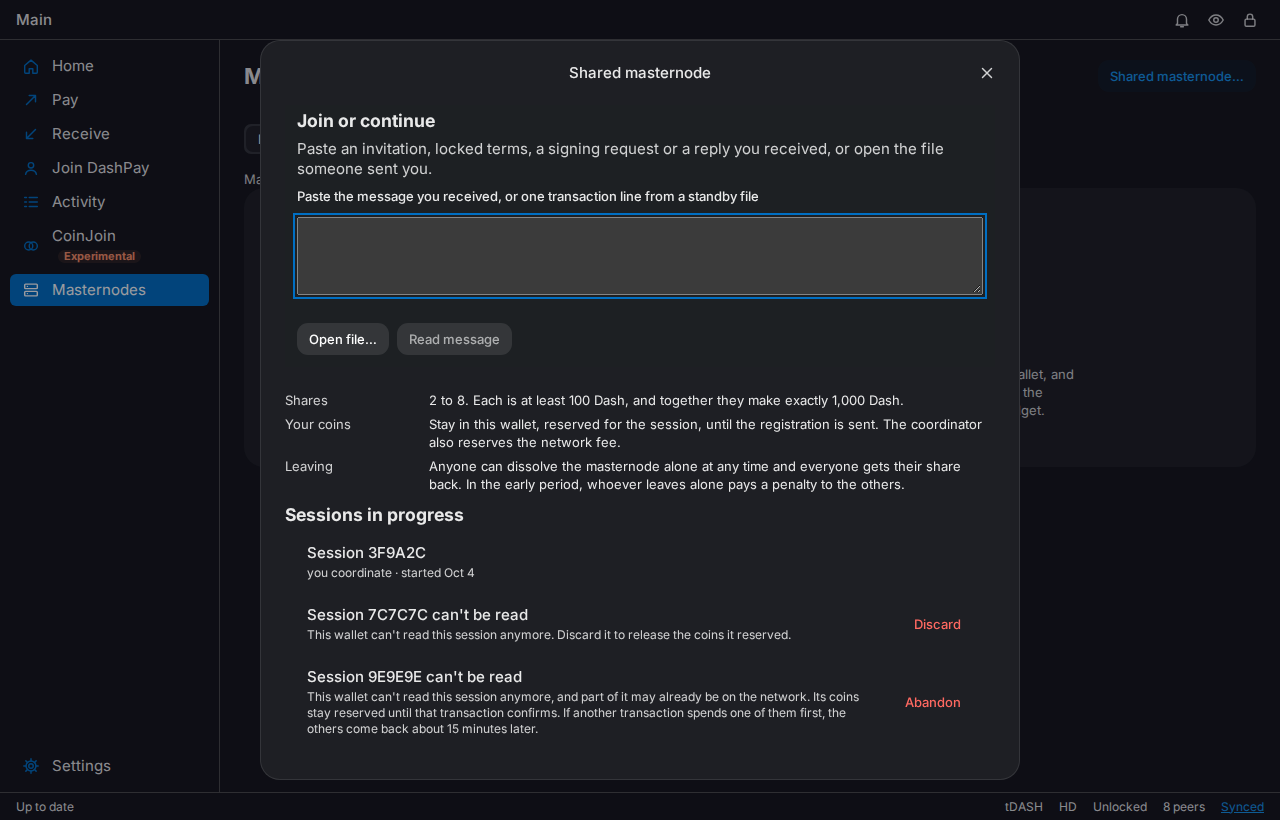 Main
Home
Pay
Receive
Join DashPay
Activity
CoinJoin
Experimental
Masternodes
Settings
Shared masternode...
Shared masternode
Join or continue
Paste an invitation, locked terms, a signing request or a reply you received, or open the file
someone sent you.
Paste the message you received, or one transaction line from a standby file
Open file...
Read message
Shares
2 to 8. Each is at least 100 Dash, and together they make exactly 1,000 Dash.
Your coins
Stay in this wallet, reserved for the session, until the registration is sent. The coordinator
also reserves the network fee.
Leaving
Anyone can dissolve the masternode alone at any time and everyone gets their share
back. In the early period, whoever leaves alone pays a penalty to the others.
Sessions in progress
Session 3F9A2C
you coordinate · started Oct 4
Session 7C7C7C can't be read
This wallet can't read this session anymore. Discard it to release the coins it reserved.
Discard
Session 9E9E9E can't be read
This wallet can't read this session anymore, and part of it may already be on the network. Its coins
stay reserved until that transaction confirms. If another transaction spends one of them first, the
others come back about 15 minutes later.
Abandon
and
the
Up to date
tDASH
HD
Unlocked
8 peers
Synced